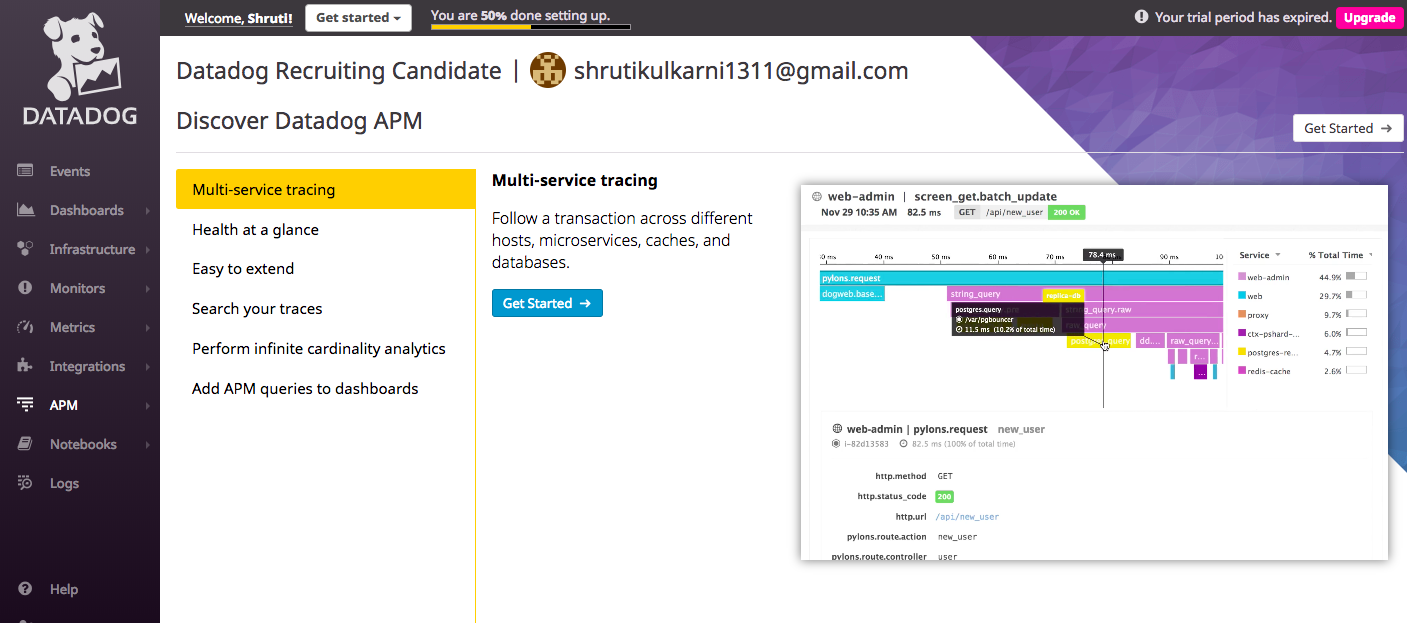 Welcome, Shruti!
Get started
You are 50% done setting up.
Your trial period has expired.
Upgrade
DATADOG
Events
Dashboards
Infrastructure
Monitors
Metrics
Integrations
APM
Notebooks
Logs
Help
Datadog Recruiting Candidate | shrutikulkarni1311@gmail.com
Discover Datadog APM
Get Started →
Multi-service tracing
Health at a glance
Easy to extend
Search your traces
Perform infinite cardinality analytics
Add APM queries to dashboards
Multi-service tracing
Follow a transaction across different
hosts, microservices, caches, and
databases.
Get Started →
web-admin | screen_get.batch_update
Nov 29 10:35 AM 82.5 ms GET /api/new_user 200 OK
30 ms 40 ms 50 ms 60 ms 70 ms 78.4 ms 90 ms 10
pylons.request
dogweb.base...
string_query
replica-db
postgres.query
/var/pgbouncer
11.5 ms (10.2% of total time)
string_query.raw
raw_query
postgres.query
dd....
raw_query...
r...
...
Service % Total Time
web-admin 44.9%
web 29.7%
proxy 9.7%
ctx-pshard-... 6.0%
postgres-re... 4.7%
redis-cache 2.6%
web-admin | pylons.request new_user
i-82d13583 82.5 ms (100% of total time)
http.method GET
http.status_code 200
http.url /api/new_user
pylons.route.action new_user
pylons.route.controller user